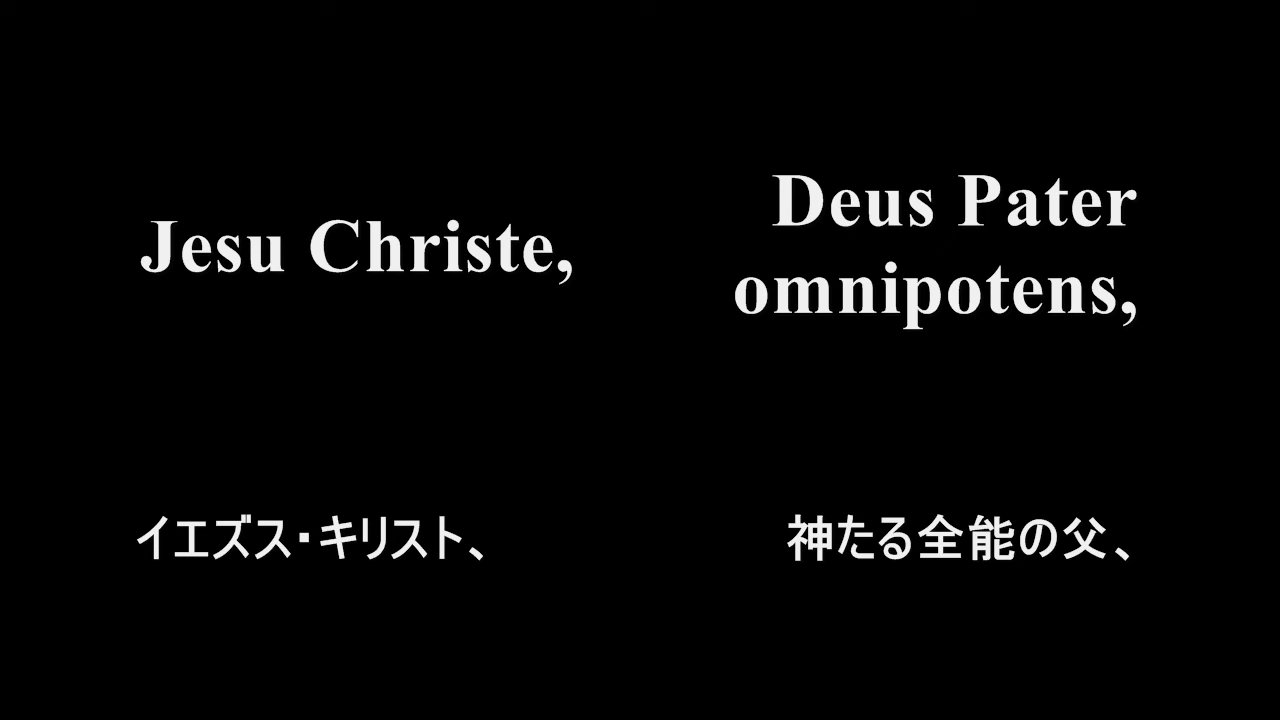 Jesu Christe,
Deus Pater
omnipotens,
イエズス・キリスト、
神たる全能の父、